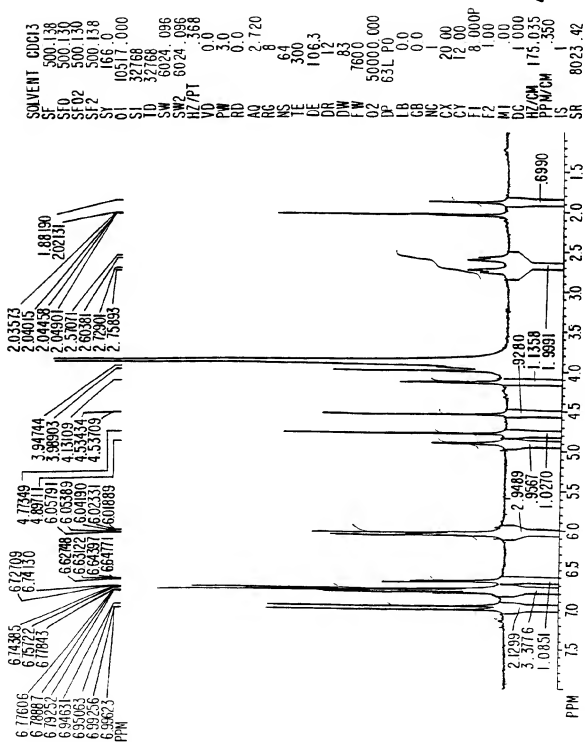 SOLVENT CDCl3
SF 500.138
SFO 500.130
SFO2 500.130
SF2 500.138
SY 166.0
O1 10517.000
SI 32768
TD 32768
SW 6024.096
SW2 6024.096
HZ/PT .368
VD 0.0
PW 3.0
RD 0.0
AQ 2.720
RG 8
NS 64
TE 300
DE 106.3
DR 12
DW 83
FW 7600
O2 5000.000
DP 63L PO
LB 0.0
GB 0.0
NC 1
CX 20.00
CY 12.00
F1 8.000P
F2 1.00
MI .00
DC 1.000
HZ/CM 175.035
PPM/CM .350
IS 1
SR 8023.42
1.88190
2.02131
2.03573
2.04015
2.04458
2.04901
2.57071
2.60381
2.72901
2.75893
3.94744
3.98903
4.13109
4.53434
4.53709
4.77349
4.89711
6.05791
6.05389
6.04190
6.02331
6.01889
6.62748
6.63122
6.64397
6.64771
6.72709
6.74130
6.74385
6.75722
6.77843
6.77606
6.78887
6.79252
6.94631
6.95063
6.99256
6.99623
PPM
.6990
1.9991
1.1358
.9280
1.0270
.9567
2.9489
1.0851
3.3776
2.1299
1.5
2.0
2.5
3.0
3.5
4.0
4.5
5.0
5.5
6.0
6.5
7.0
7.5
PPM